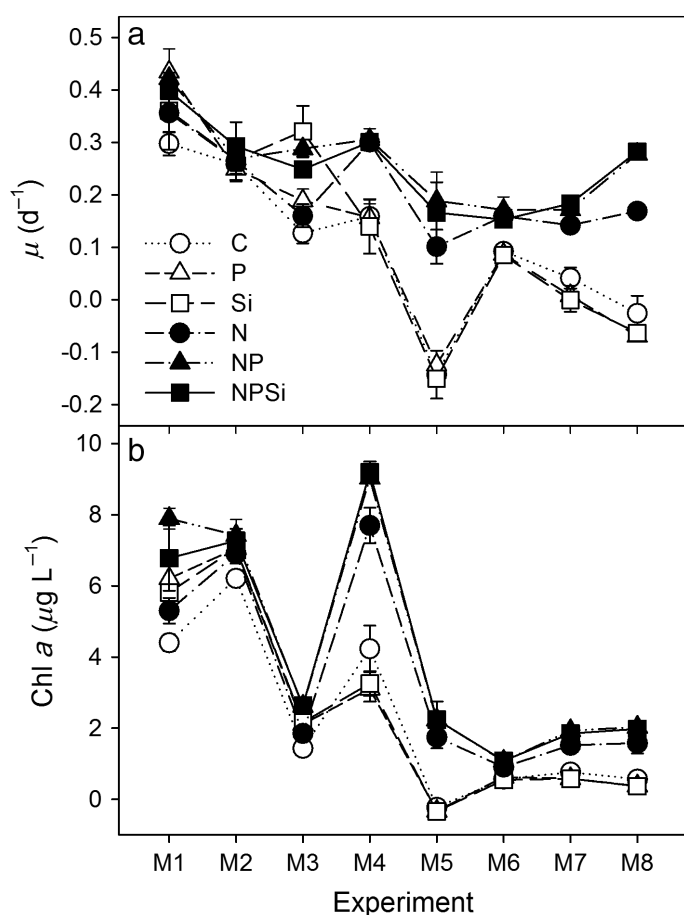 a
0.5
0.4
0.3
0.2
0.1
0.0
-0.1
-0.2
μ (d⁻¹)
C
P
Si
N
NP
NPSi
b
10
8
6
4
2
0
Chl a (μg L⁻¹)
M1 M2 M3 M4 M5 M6 M7 M8
Experiment